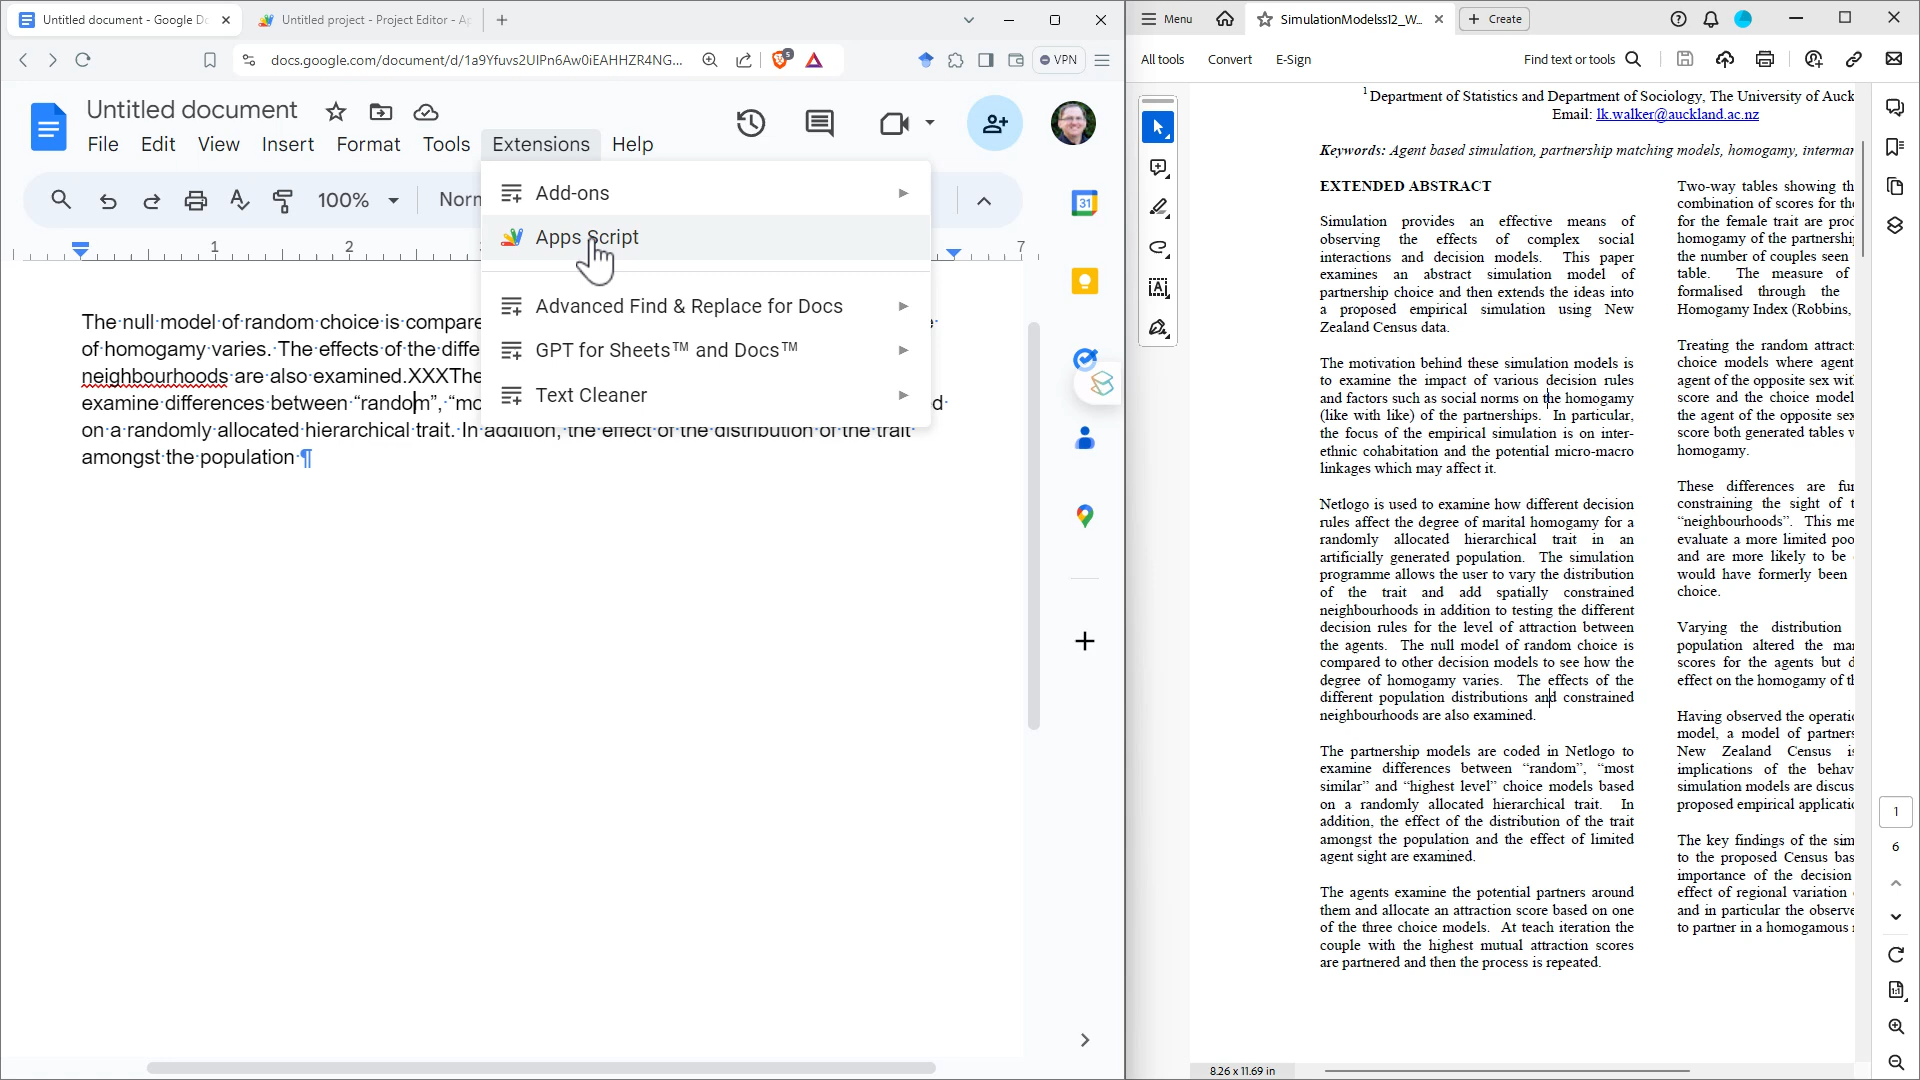 Untitled document - Google Do
Untitled project - Project Editor - Ap
docs.google.com/document/d/1a9Yfuvs2UlPn6Aw0iEAHHZR4NG...
5
VPN
Untitled document
File Edit View Insert Format Tools Extensions Help
100%
Norn
Add-ons
Apps Script
Advanced Find & Replace for Docs
GPT for Sheets™ and Docs™
Text Cleaner
31
1 2 7
The null model of random choice is compare
of homogamy varies. The effects of the diffe
neighbourhoods are also examined.XXXThe
examine differences between “random”, “mo d
on a randomly allocated hierarchical trait. In addition, the effect of the distribution of the trait
amongst the population ¶
Menu
SimulationModelss12_W...
Create
All tools Convert E-Sign
Find text or tools
1 Department of Statistics and Department of Sociology, The University of Auck
Email: lk.walker@auckland.ac.nz
Keywords: Agent based simulation, partnership matching models, homogamy, intermar
EXTENDED ABSTRACT
Simulation provides an effective means of
observing the effects of complex social
interactions and decision models. This paper
examines an abstract simulation model of
partnership choice and then extends the ideas into
a proposed empirical simulation using New
Zealand Census data.
The motivation behind these simulation models is
to examine the impact of various decision rules
and factors such as social norms on the homogamy
(like with like) of the partnerships. In particular,
the focus of the empirical simulation is on inter-
ethnic cohabitation and the potential micro-macro
linkages which may affect it.
Netlogo is used to examine how different decision
rules affect the degree of marital homogamy for a
randomly allocated hierarchical trait in an
artificially generated population. The simulation
programme allows the user to vary the distribution
of the trait and add spatially constrained
neighbourhoods in addition to testing the different
decision rules for the level of attraction between
the agents. The null model of random choice is
compared to other decision models to see how the
degree of homogamy varies. The effects of the
different population distributions and constrained
neighbourhoods are also examined.
The partnership models are coded in Netlogo to
examine differences between “random”, “most
similar” and “highest level” choice models based
on a randomly allocated hierarchical trait. In
addition, the effect of the distribution of the trait
amongst the population and the effect of limited
agent sight are examined.
The agents examine the potential partners around
them and allocate an attraction score based on one
of the three choice models. At teach iteration the
couple with the highest mutual attraction scores
are partnered and then the process is repeated.
Two-way tables showing th
combination of scores for the
for the female trait are prod
homogamy of the partnershi
the number of couples seen
table. The measure of
formalised through the
Homogamy Index (Robbins,
Treating the random attract
choice models where agent
agent of the opposite sex wit
score and the choice model
the agent of the opposite sex
score both generated tables w
homogamy.
These differences are fur
constraining the sight of t
“neighbourhoods”. This me
evaluate a more limited poo
and are more likely to be
would have formerly been
choice.
Varying the distribution
population altered the mar
scores for the agents but d
effect on the homogamy of tl
Having observed the operatio
model, a model of partners
New Zealand Census is
implications of the behav
simulation models are discus
proposed empirical applicatio
The key findings of the sim
to the proposed Census bas
importance of the decision
effect of regional variation
and in particular the observe
to partner in a homogamous
1
6
1:1
8.26 x 11.69 in